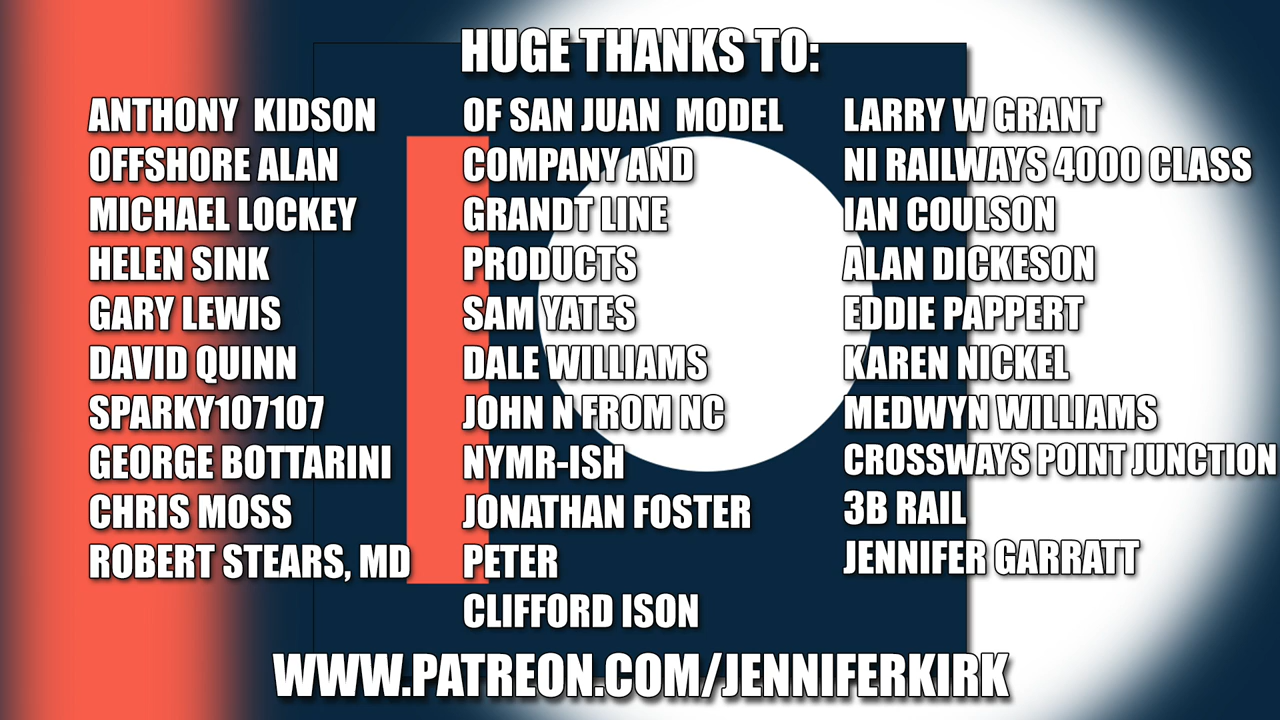 HUGE THANKS TO:
ANTHONY KIDSON
OFFSHORE ALAN
MICHAEL LOCKEY
HELEN SINK
GARY LEWIS
DAVID QUINN
SPARKY107107
GEORGE BOTTARINI
CHRIS MOSS
ROBERT STEARS, MD
OF SAN JUAN MODEL
COMPANY AND
GRANDT LINE
PRODUCTS
SAM YATES
DALE WILLIAMS
JOHN N FROM NC
NYMR-ISH
JONATHAN FOSTER
PETER
CLIFFORD ISON
LARRY W GRANT
NI RAILWAYS 4000 CLASS
IAN COULSON
ALAN DICKESON
EDDIE PAPPERT
KAREN NICKEL
MEDWYN WILLIAMS
CROSSWAYS POINT JUNCTION
3B RAIL
JENNIFER GARRATT
WWW.PATREON.COM/JENNIFERKIRK